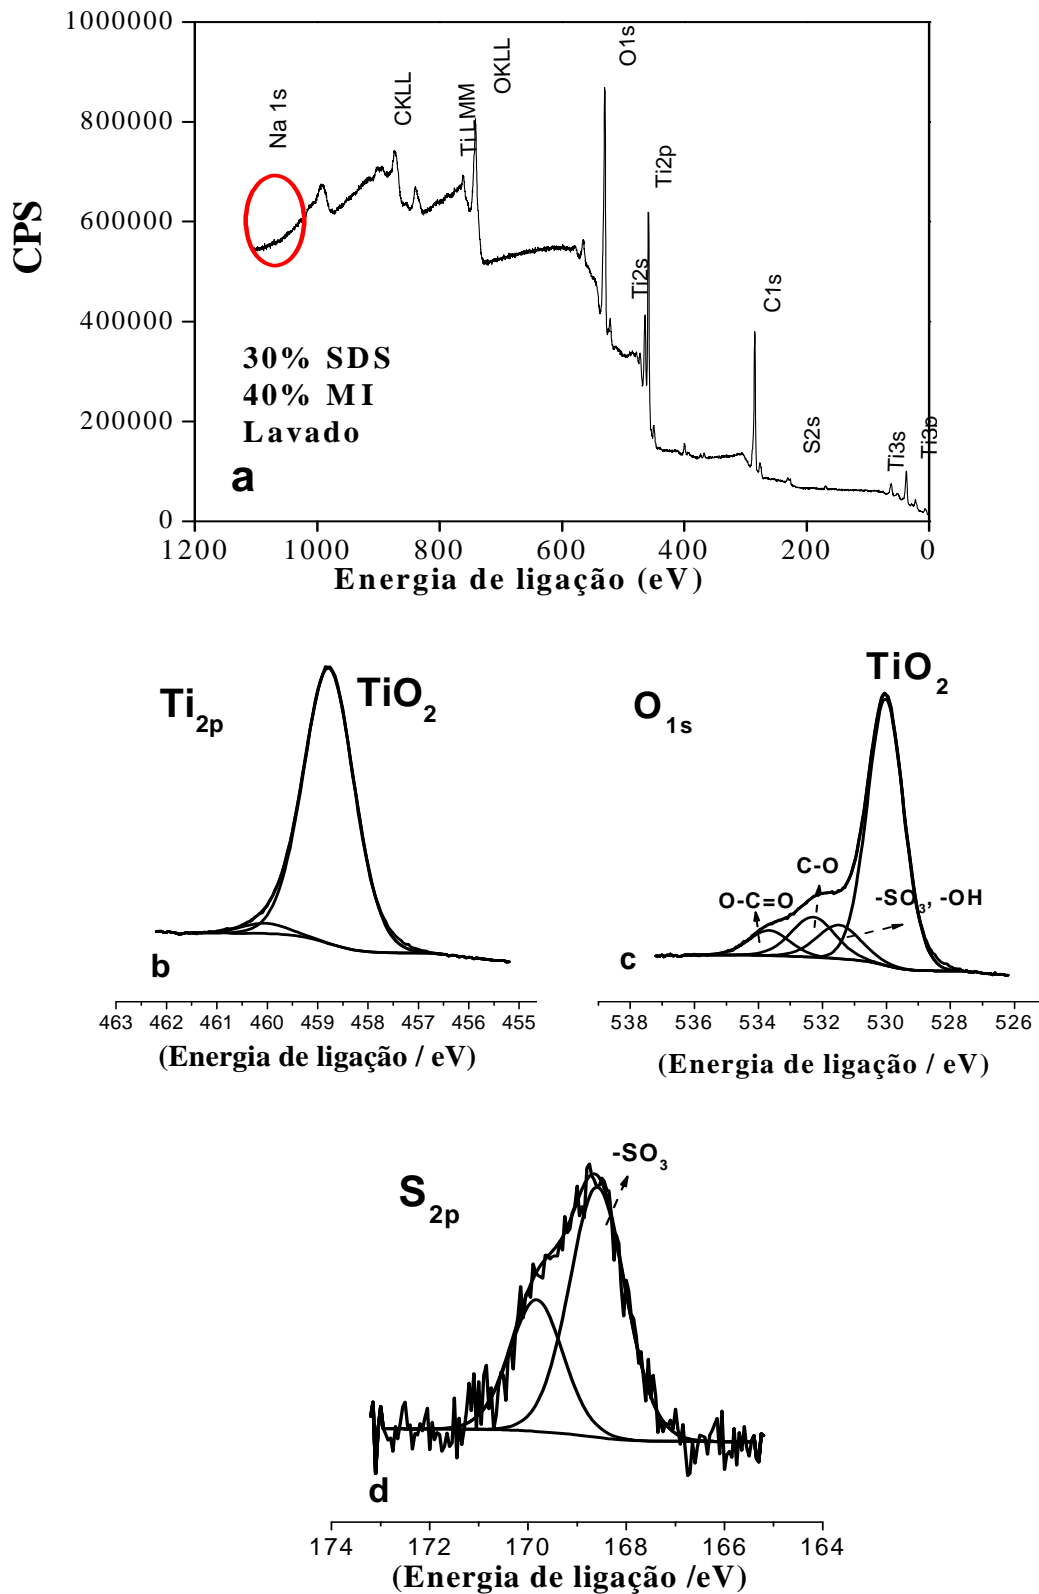 1000000
800000
600000
400000
200000
0
CPS
Na 1s
CKLL
Ti LMM
OKLL
O1s
Ti2s
Ti2p
C1s
S2s
Ti3s
Ti3p
30% SDS
40% MI
Lavado
a
1200 1000 800 600 400 200 0
Energia de ligação (eV)
Ti2p
TiO2
b
463 462 461 460 459 458 457 456 455
(Energia de ligação / eV)
O1s
TiO2
C-O
O-C=O
-SO3, -OH
c
538 536 534 532 530 528 526
(Energia de ligação / eV)
S2p
-SO3
d
174 172 170 168 166 164
(Energia de ligação /eV)